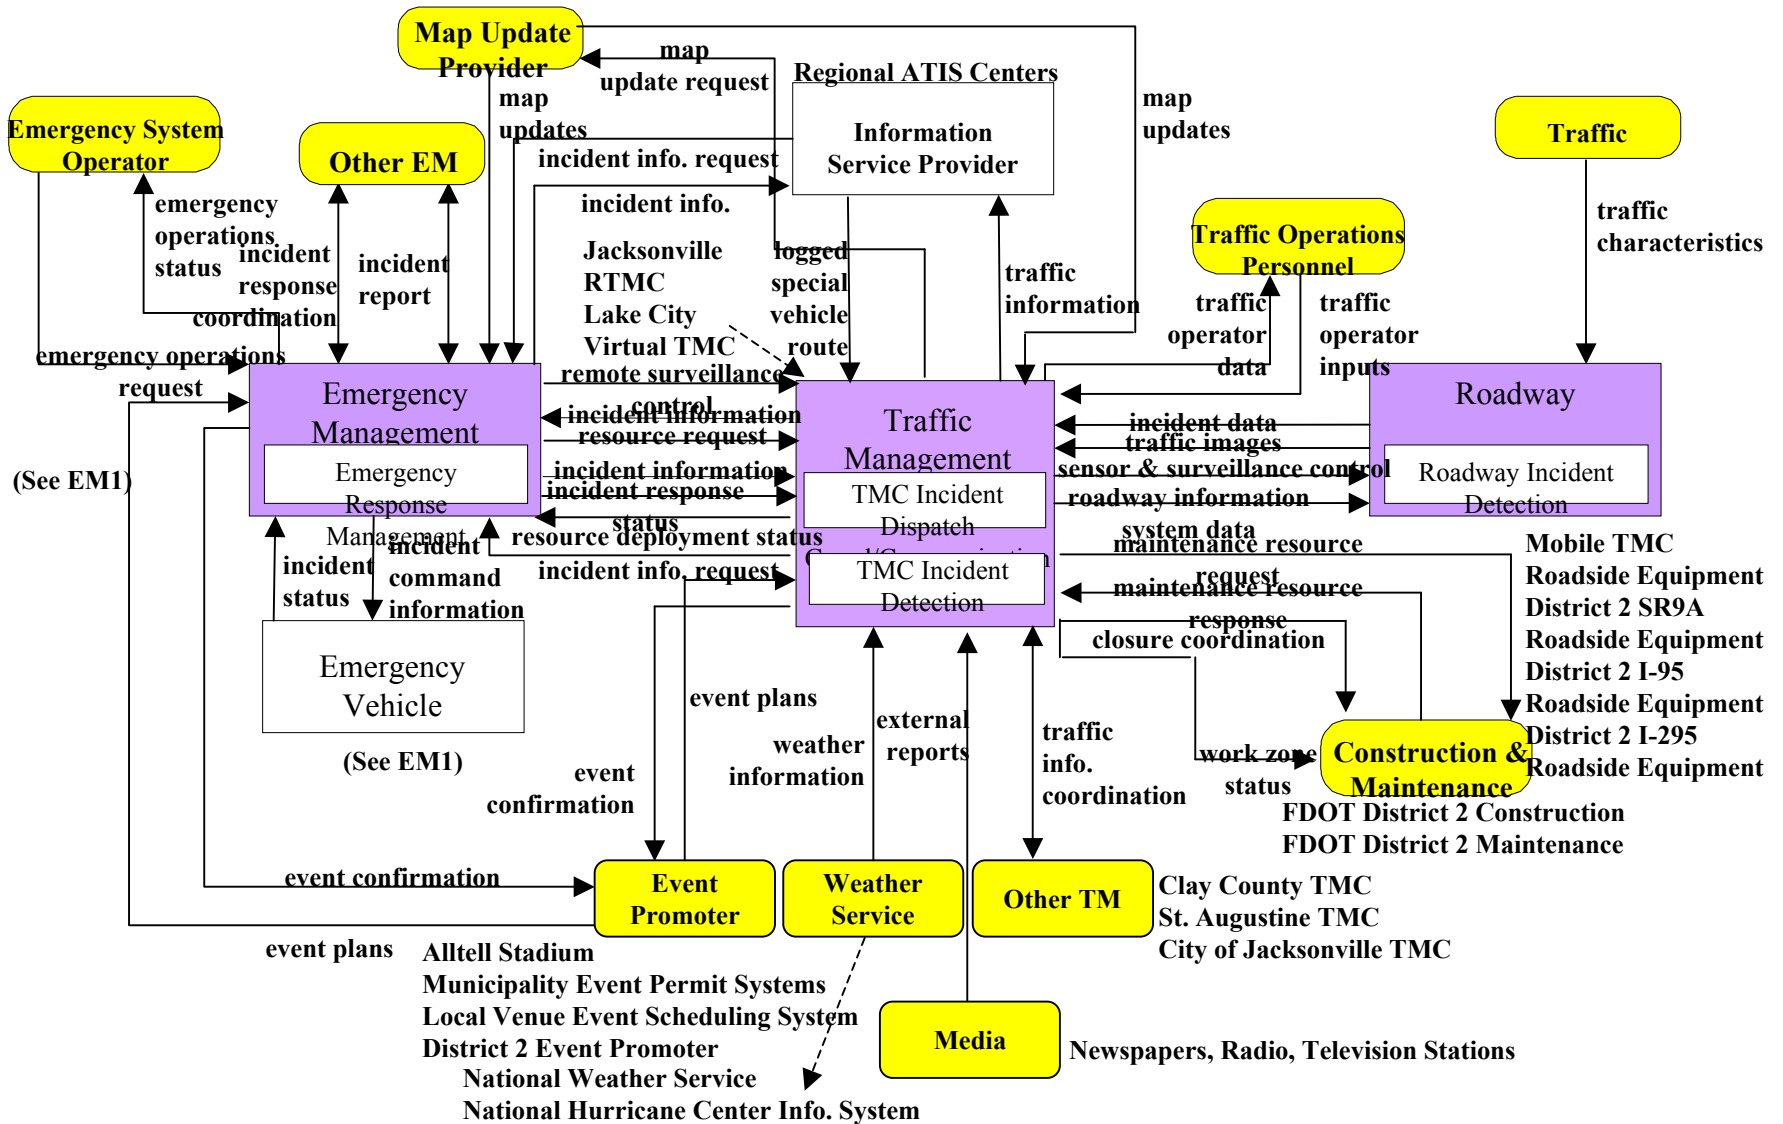 Map Update
Provider
map
update request
Regional ATIS Centers
map
updates
map
updates
Emergency System
Operator
Other EM
Information
Service Provider
Traffic
incident info. request
incident info.
emergency
operations
status
incident
response
coordination
incident
report
Jacksonville
RTMC
Lake City
Virtual TMC
logged
special
vehicle
route
traffic
information
Traffic Operations
Personnel
traffic
characteristics
traffic
operator
data
traffic
operator
inputs
emergency operations
request
Emergency
Management
Emergency
Response
Management
remote surveillance
control
incident information
resource request
incident information
incident response
status
resource deployment status
incident info. request
Traffic
Management
TMC Incident
Dispatch
TMC Incident
Detection
incident data
traffic images
sensor & surveillance control
roadway information
system data
maintenance resource
request
maintenance resource
response
closure coordination
Roadway
Roadway Incident
Detection
(See EM1)
incident
status
incident
command
information
Emergency
Vehicle
(See EM1)
Mobile TMC
Roadside Equipment
District 2 SR9A
Roadside Equipment
District 2 I-95
Roadside Equipment
District 2 I-295
Roadside Equipment
event plans
event
confirmation
weather
information
external
reports
traffic
info.
coordination
work zone
status
Construction &
Maintenance
FDOT District 2 Construction
FDOT District 2 Maintenance
event confirmation
event plans
Event
Promoter
Weather
Service
Other TM
Clay County TMC
St. Augustine TMC
City of Jacksonville TMC
Alltell Stadium
Municipality Event Permit Systems
Local Venue Event Scheduling System
District 2 Event Promoter
National Weather Service
National Hurricane Center Info. System
Media
Newspapers, Radio, Television Stations